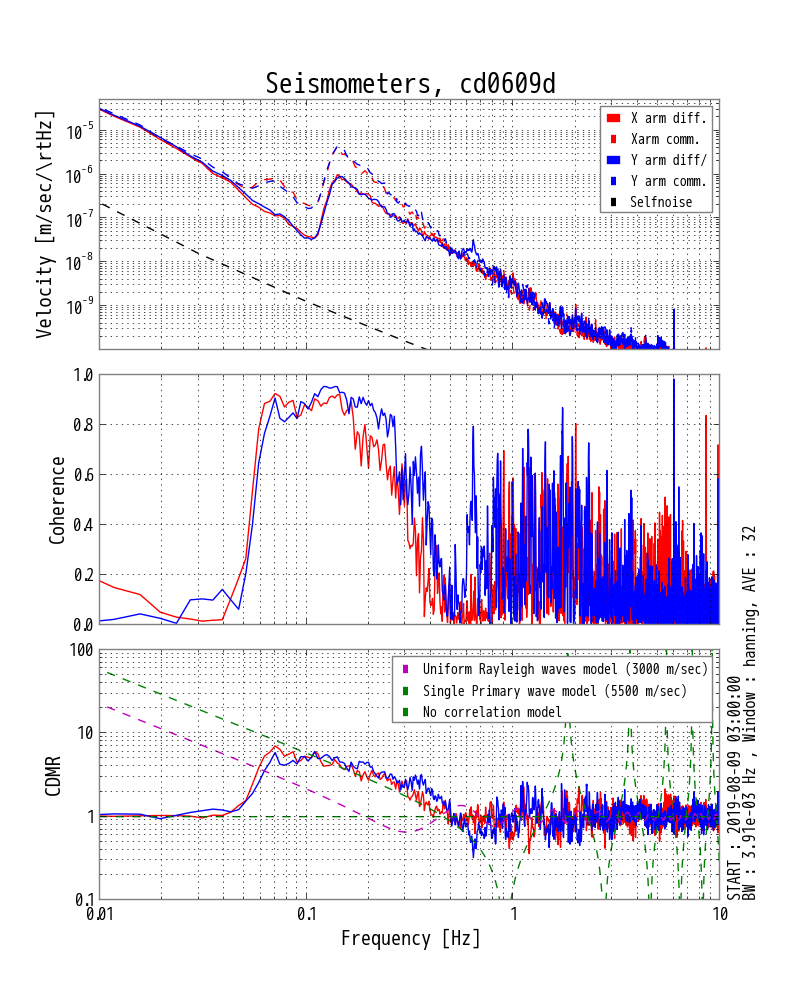 Seismometers, cd0609d
Velocity [m/sec/\rtHz]
10^-5
10^-6
10^-7
10^-8
10^-9
X arm diff.
Xarm comm.
Y arm diff/
Y arm comm.
Selfnoise
Coherence
1.0
0.8
0.6
0.4
0.2
0.0
CDMR
100
10
1
0.1
Uniform Rayleigh waves model (3000 m/sec)
Single Primary wave model (5500 m/sec)
No correlation model
0.01
0.1
1
10
Frequency [Hz]
START : 2019-08-09 03:00:00
BW : 3.91e-03 Hz , Window : hanning, AVE : 32